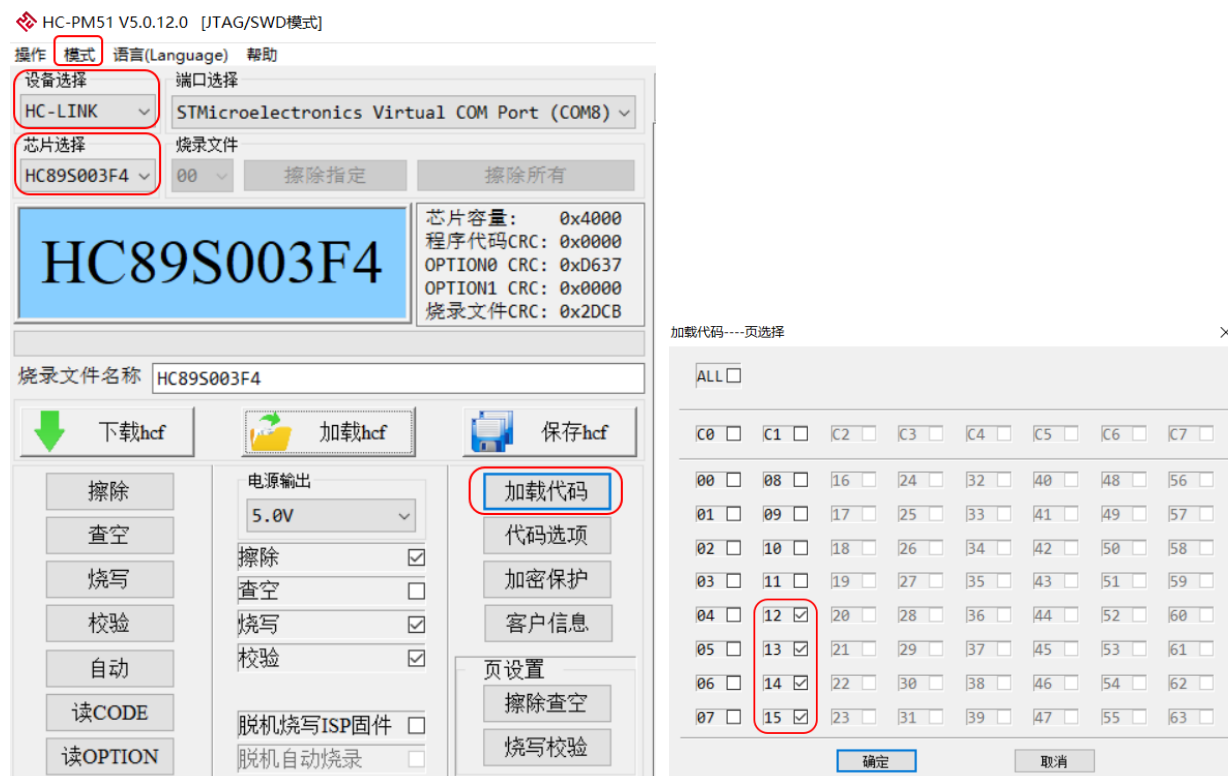 HC-PM51 V5.0.12.0 [JTAG/SWD模式]
操作 模式 语言(Language) 帮助
设备选择 端口选择
HC-LINK STMicroelectronics Virtual COM Port (COM8)
芯片选择 烧录文件
HC89S003F4 00 擦除指定 擦除所有
HC89S003F4
芯片容量: 0x4000
程序代码CRC: 0x0000
OPTION0 CRC: 0xD637
OPTION1 CRC: 0x0000
烧录文件CRC: 0x2DCB
烧录文件名称 HC89S003F4
下载hcf 加载hcf 保存hcf
擦除
查空
烧写
校验
自动
读CODE
读OPTION
电源输出
5.0V
擦除
查空
烧写
校验
脱机烧写ISP固件
脱机自动烧录
加载代码
代码选项
加密保护
客户信息
页设置
擦除查空
烧写校验
加载代码----页选择
ALL
C0 C1 C2 C3 C4 C5 C6 C7
00 08 16 24 32 40 48 56
01 09 17 25 33 41 49 57
02 10 18 26 34 42 50 58
03 11 19 27 35 43 51 59
04 12 20 28 36 44 52 60
05 13 21 29 37 45 53 61
06 14 22 30 38 46 54 62
07 15 23 31 39 47 55 63
确定 取消